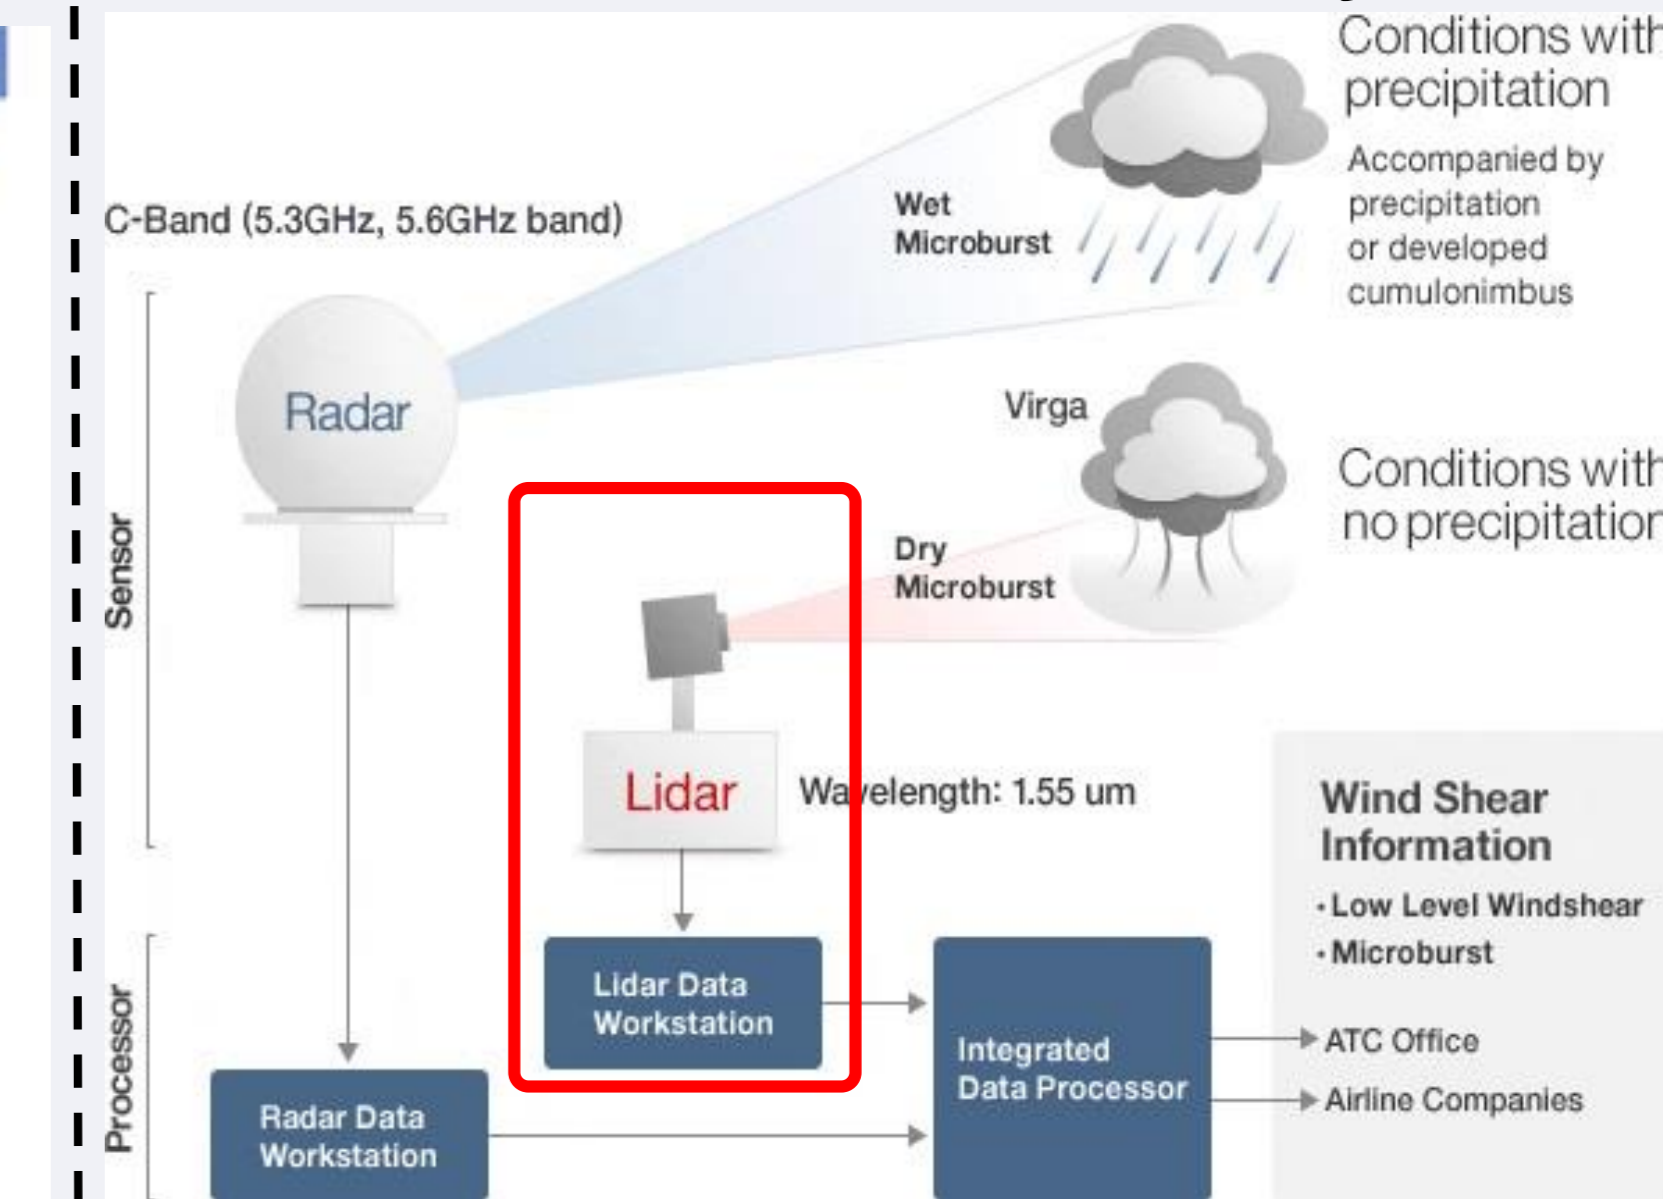 Conditions with
precipitation
Accompanied by
precipitation
or developed
cumulonimbus
C-Band (5.3GHz, 5.6GHz band)
Wet
Microburst
Radar
Virga
Conditions with
no precipitation
Dry
Microburst
Sensor
Lidar
Wavelength: 1.55 um
Wind Shear
Information
· Low Level Windshear
· Microburst
Processor
Lidar Data
Workstation
Integrated
Data Processor
ATC Office
Airline Companies
Radar Data
Workstation